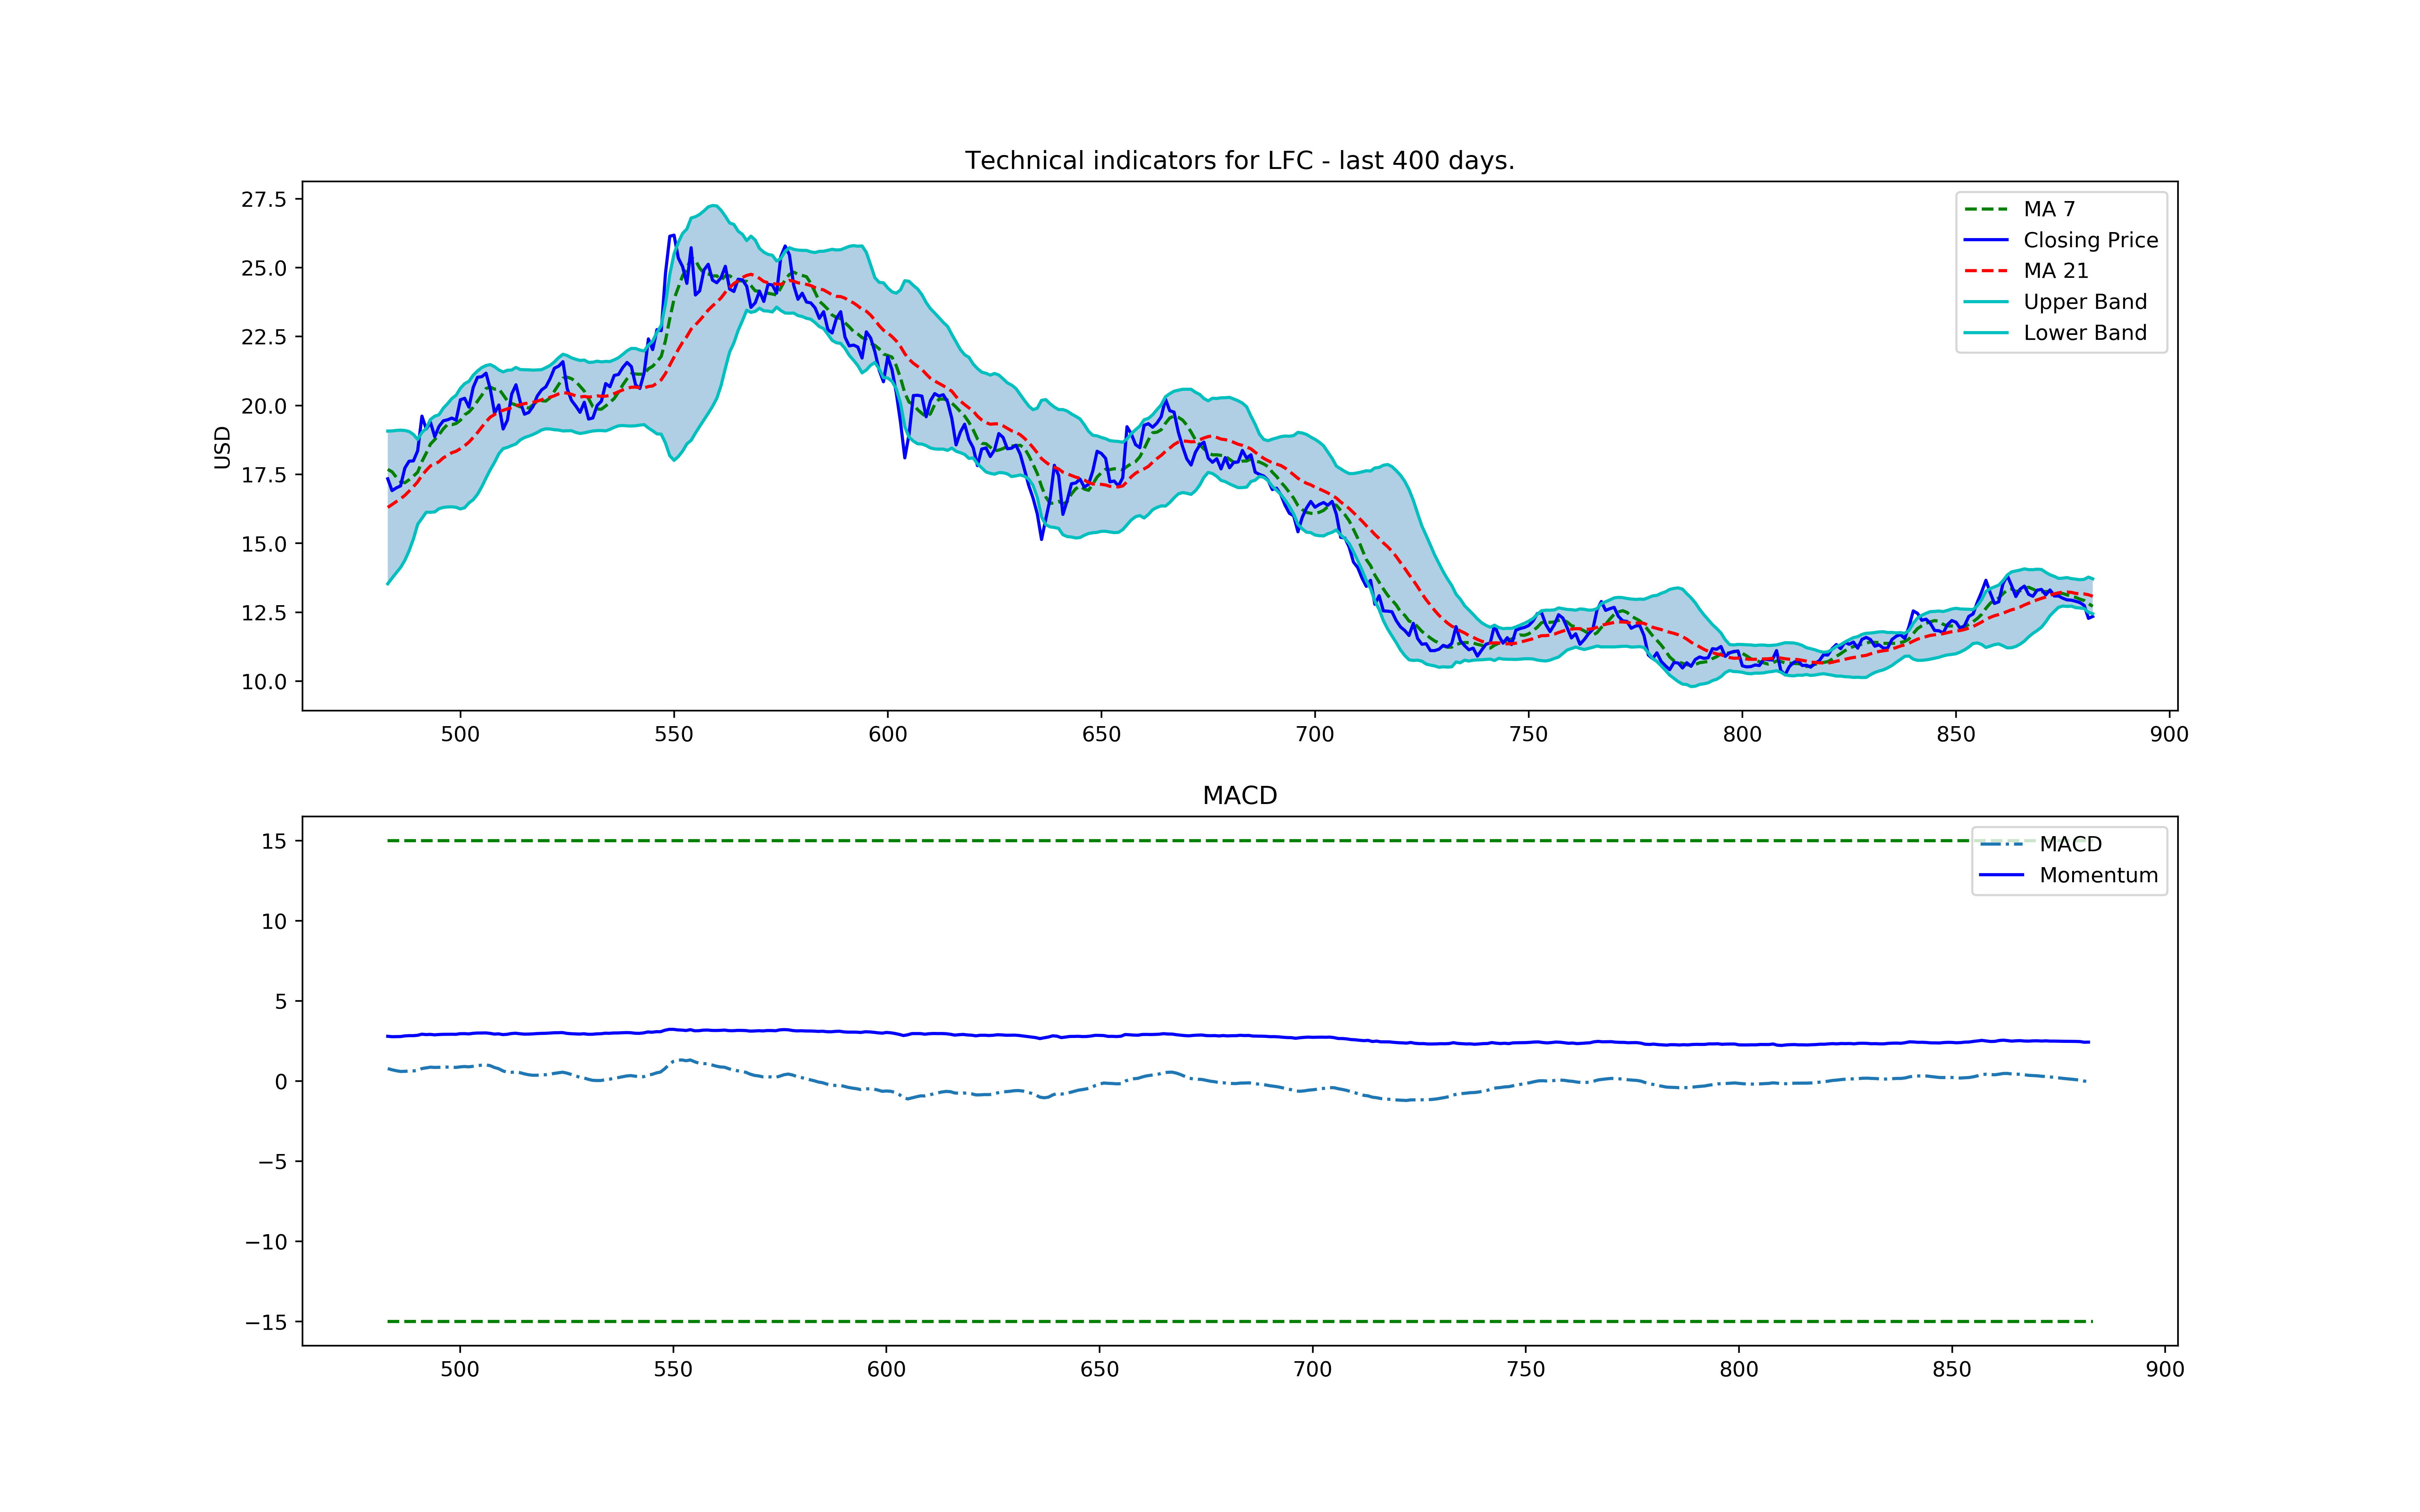 Technical indicators for LFC - last 400 days.
27.5
25.0
22.5
20.0
17.5
15.0
12.5
10.0
USD
MA 7
Closing Price
MA 21
Upper Band
Lower Band
500 550 600 650 700 750 800 850 900
MACD
15
10
5
0
−5
−10
−15
MACD
Momentum
500 550 600 650 700 750 800 850 900